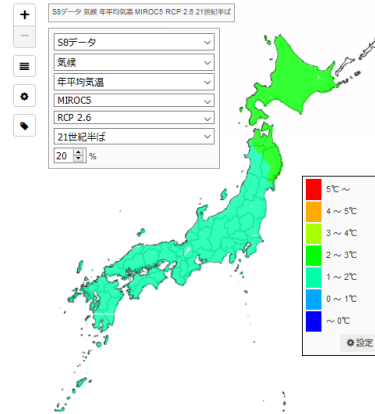 S8データ 気候 年平均気温 MIROC5 RCP 2.6 21世紀半ば
S8データ
気候
年平均気温
MIROC5
RCP 2.6
21世紀半ば
20 %
5℃ ～
4 ～ 5℃
3 ～ 4℃
2 ～ 3℃
1 ～ 2℃
0 ～ 1℃
～ 0℃
設定